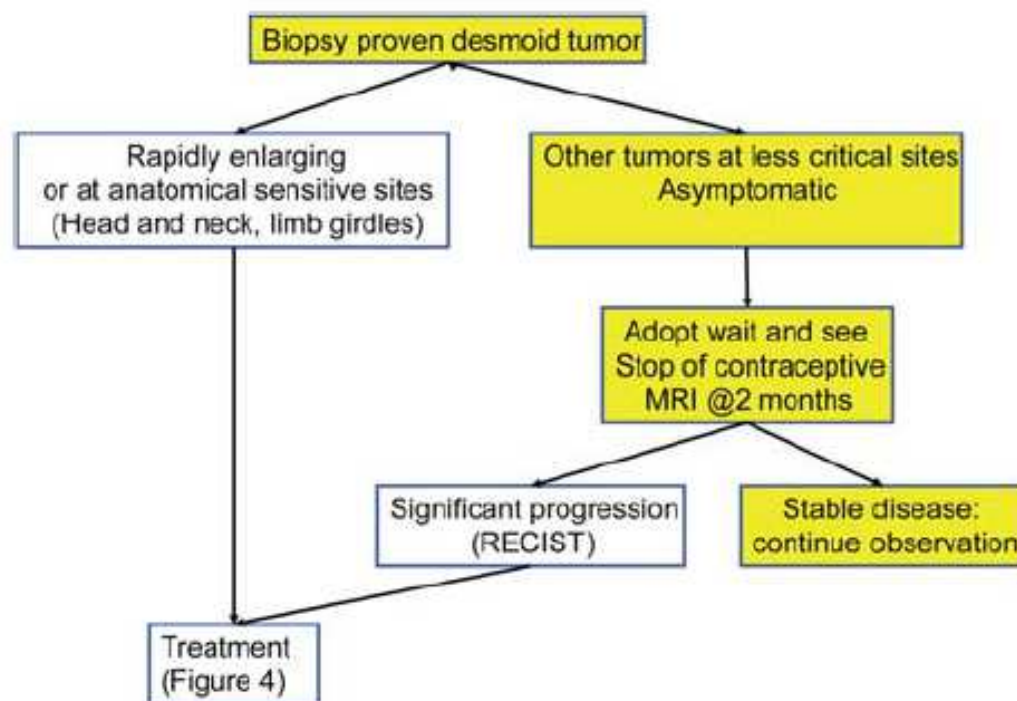 Biopsy proven desmoid tumor
Rapidly enlarging
or at anatomical sensitive sites
(Head and neck, limb girdles)
Other tumors at less critical sites
Asymptomatic
Adopt wait and see
Stop of contraceptive
MRI @2 months
Significant progression
(RECIST)
Stable disease:
continue observation
Treatment
(Figure 4)